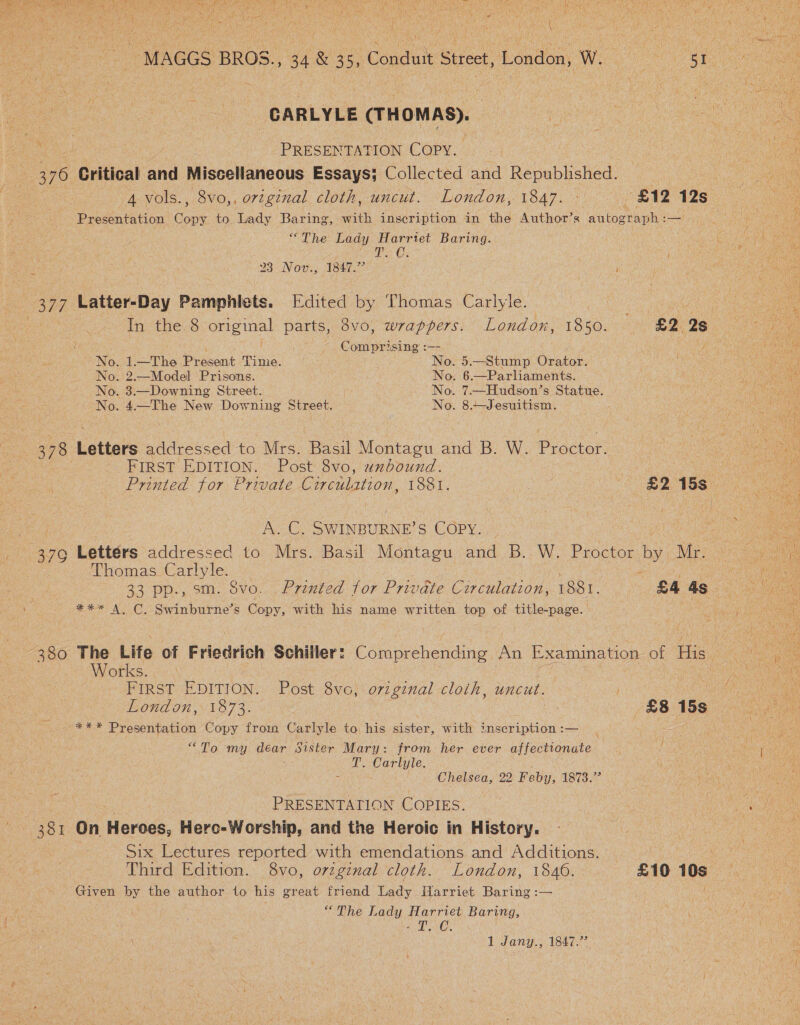 MAGGS BROS., 34 & 35, Conduit Street, London, W. 51
CARLYLE (THOMAS).
PRESENTATION COPY.
376 Critical and Miscellaneous Essays; Collected and Republished.
4 vols., 8vo,, original cloth, uncut. London, 1847. £12 12s
Presentation Copy to Lady Baring, with inscription in the Author's autograph:—
"The Lady Harriet Baring.
T. C.
23 Nov., 1847."
377 Latter-Day Pamphlets. Edited by Thomas Carlyle.
In the 8 original parts, 8vo, wrappers. London, 1850. £2 2s
Comprising:—
No. 1.—The Present Time. No. 5.—Stump Orator.
No. 2.—Model Prisons. No. 6.—Parliaments.
No. 3.—Downing Street. No. 7.—Hudson's Statue.
No. 4.—The New Downing Street. No. 8.—Jesuitism.
378 Letters addressed to Mrs. Basil Montagu and B. W. Proctor.
FIRST EDITION. Post 8vo, unbound.
Printed for Private Circulation, 1881. £2 15s
A. C. SWINBURNE'S COPY.
379 Letters addressed to Mrs. Basil Montagu and B. W. Proctor by Mr.
Thomas Carlyle.
33 pp., sm. 8vo. Printed for Private Circulation, 1881. £4 4s
*** A. C. Swinburne's Copy, with his name written top of title-page.
380 The Life of Friedrich Schiller: Comprehending An Examination of His
Works.
FIRST EDITION. Post 8vo, original cloth, uncut.
London, 1873. £8 15s
*** Presentation Copy from Carlyle to his sister, with inscription:—
"To my dear Sister Mary: from her ever affectionate
T. Carlyle.
Chelsea, 22 Feby, 1873."
PRESENTATION COPIES.
381 On Heroes, Hero-Worship, and the Heroic in History.
Six Lectures reported with emendations and Additions.
Third Edition. 8vo, original cloth. London, 1846. £10 10s
Given by the author to his great friend Lady Harriet Baring:—
"The Lady Harriet Baring,
T. C.
1 Jany., 1847."